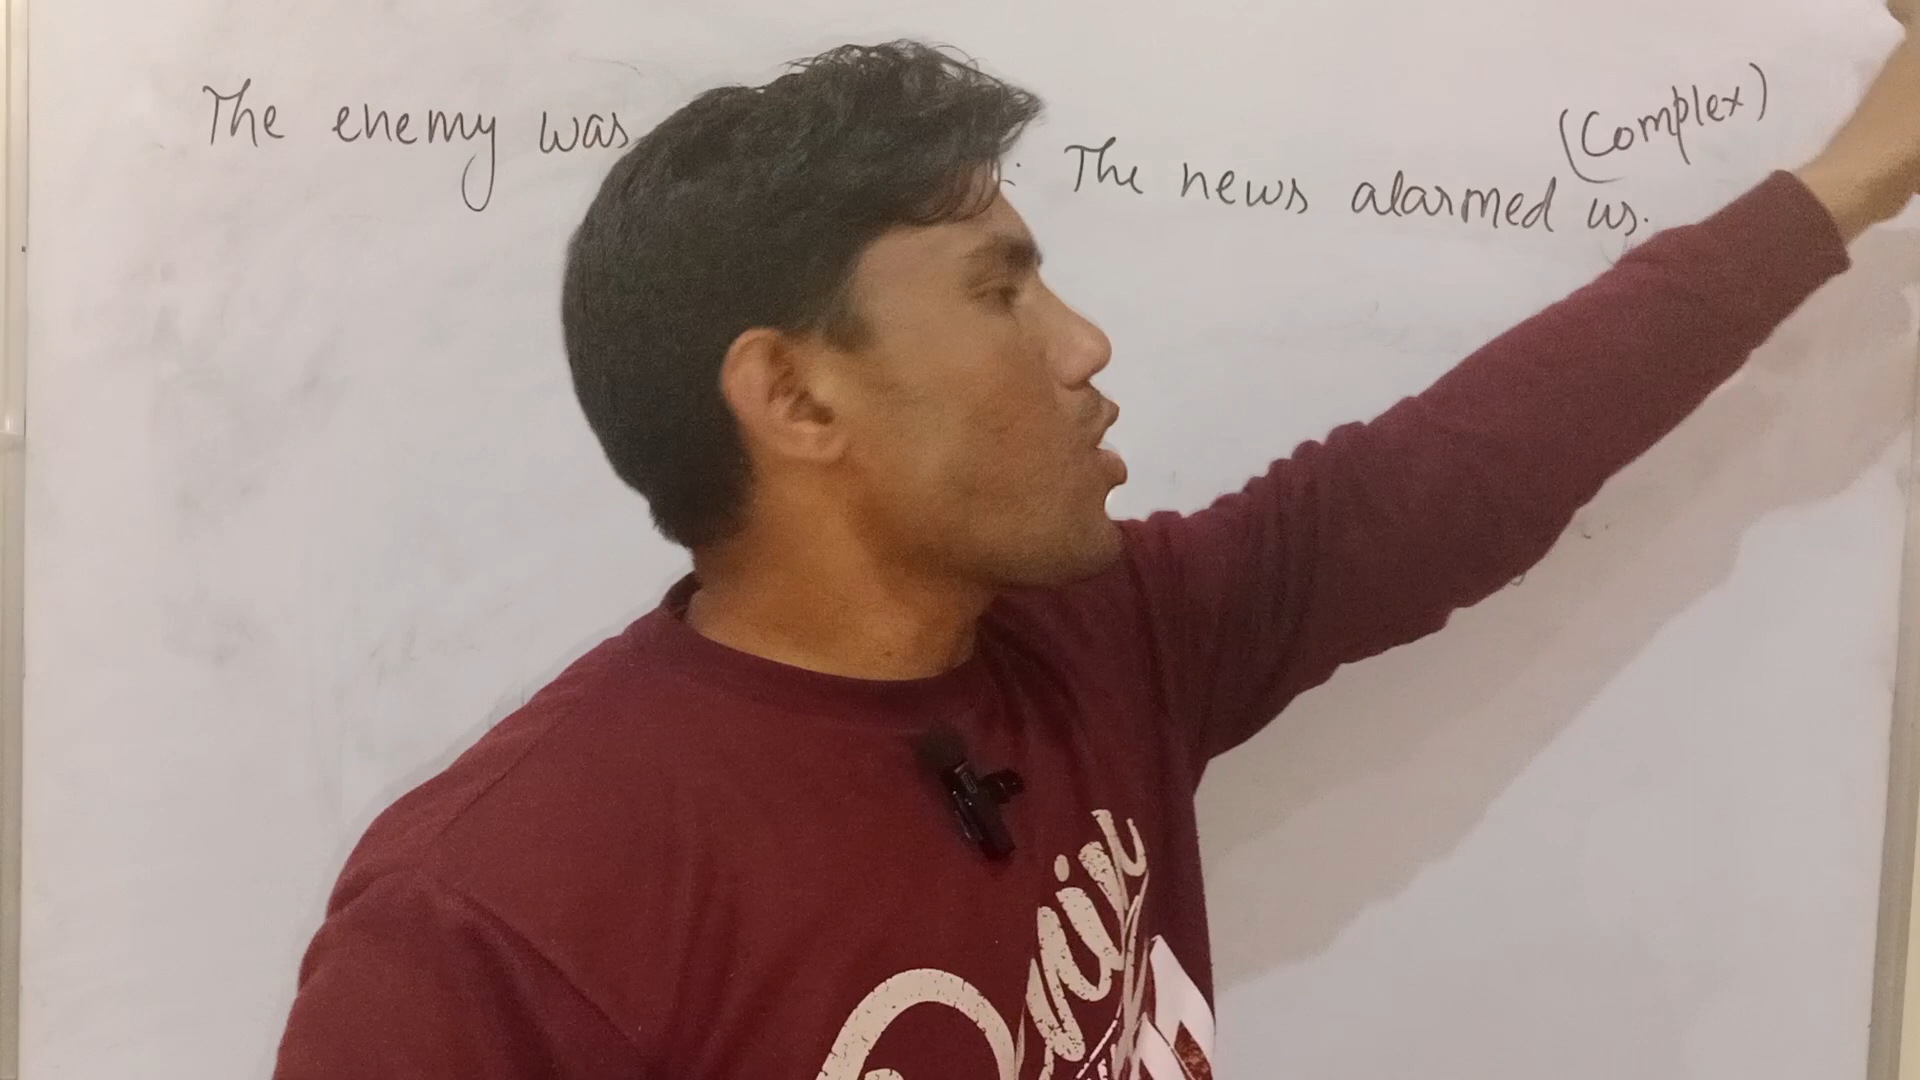 The enemy was . The news alarmed us.
(Complex)